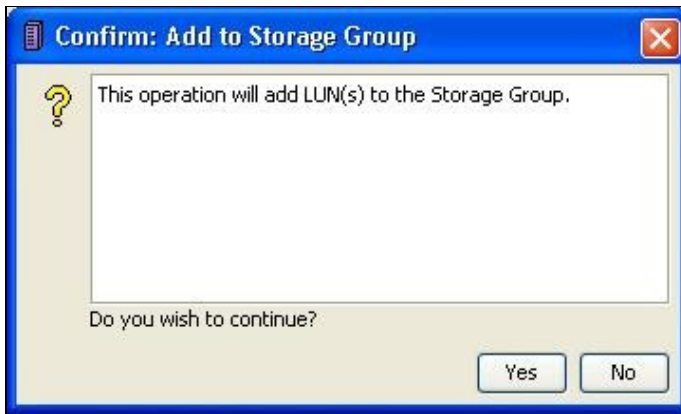 Confirm: Add to Storage Group
This operation will add LUN(s) to the Storage Group.
Do you wish to continue?
Yes No